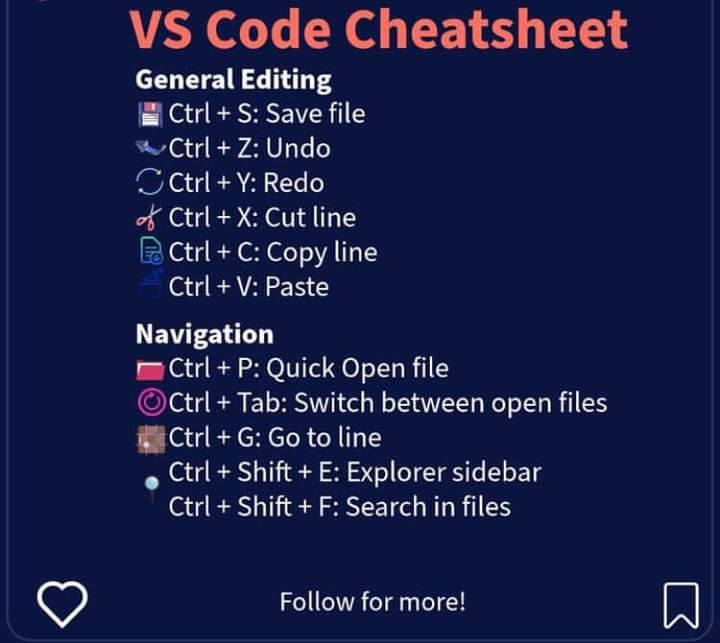 VS Code Cheatsheet
General Editing
Ctrl + S: Save file
Ctrl + Z: Undo
Ctrl + Y: Redo
Ctrl + X: Cut line
Ctrl + C: Copy line
Ctrl + V: Paste
Navigation
Ctrl + P: Quick Open file
Ctrl + Tab: Switch between open files
Ctrl + G: Go to line
Ctrl + Shift + E: Explorer sidebar
Ctrl + Shift + F: Search in files
Follow for more!